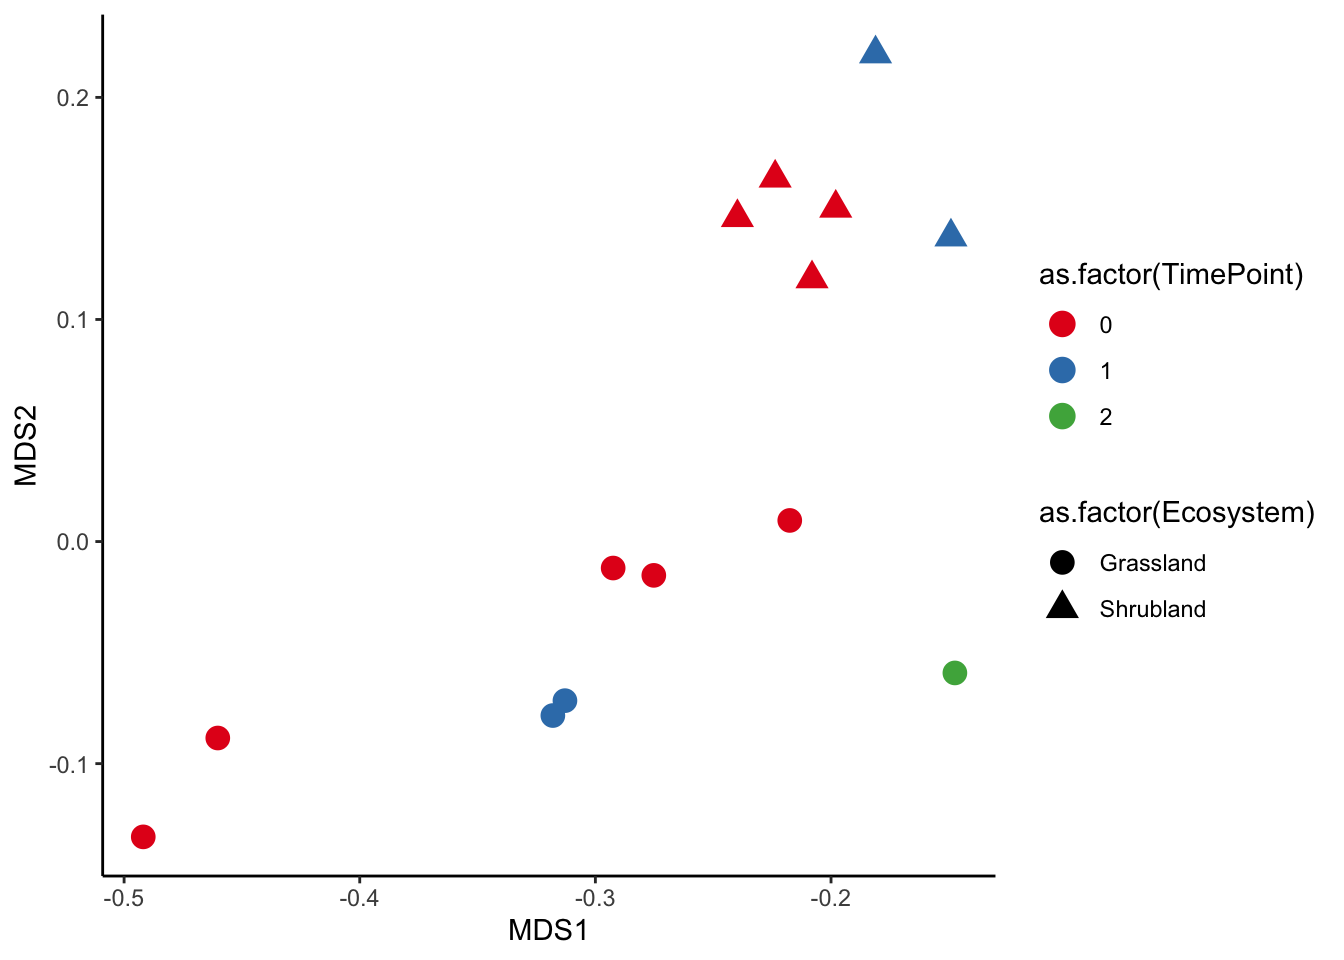 0.2
0.1
0.0
-0.1
-0.5
-0.4
-0.3
-0.2
MDS1
MDS2
as.factor(TimePoint)
0
1
2
as.factor(Ecosystem)
Grassland
Shrubland